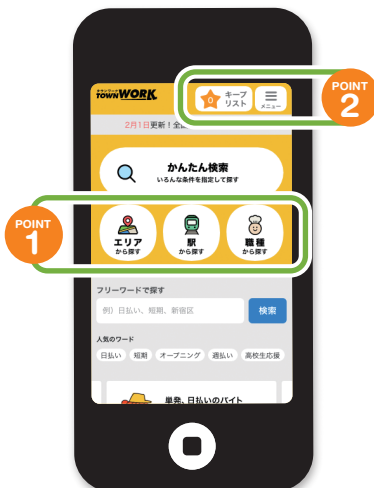 タウンワーク
TOWNWORK
0
キープ
リスト
メニュー
POINT
2
2月1日更新！全
かんたん検索
いろんな条件を指定して探す
POINT
1
エリア
から探す
駅
から探す
職種
から探す
フリーワードで探す
例）日払い、短期、新宿区
検索
人気のワード
日払い 短期 オープニング 週払い 高校生応援
単発、日払いのバイト